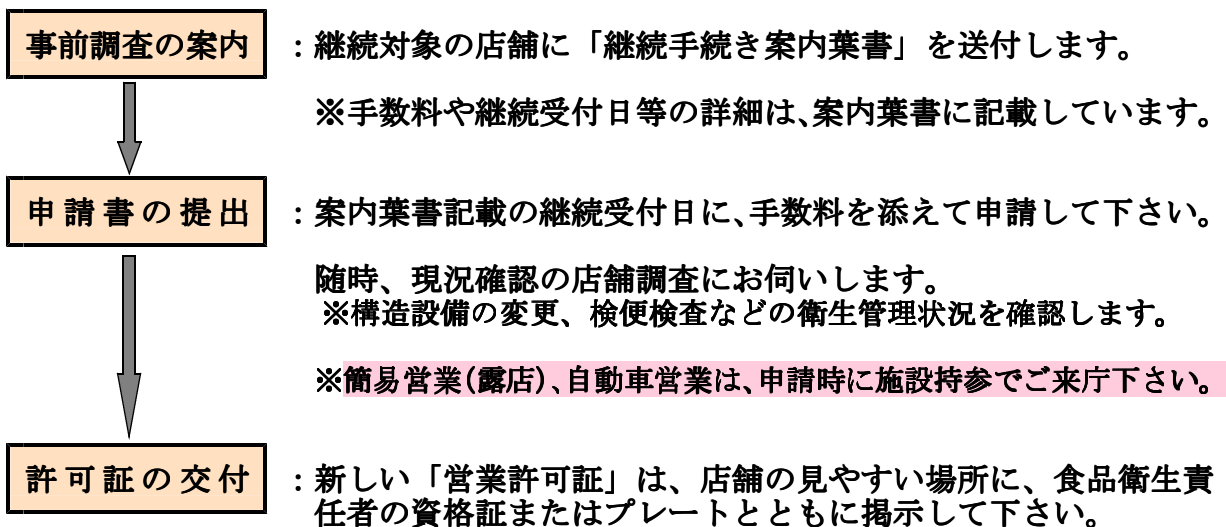 事前調査の案内 :継続対象の店舗に「継続手続き案内葉書」を送付します。
※手数料や継続受付日等の詳細は、案内葉書に記載しています。
申請書の提出 :案内葉書記載の継続受付日に、手数料を添えて申請して下さい。
随時、現況確認の店舗調査にお伺いします。
※構造設備の変更、検便検査などの衛生管理状況を確認します。
※簡易営業(露店)、自動車営業は、申請時に施設持参でご来庁下さい。
許可証の交付 :新しい「営業許可証」は、店舗の見やすい場所に、食品衛生責
任者の資格証またはプレートとともに掲示して下さい。